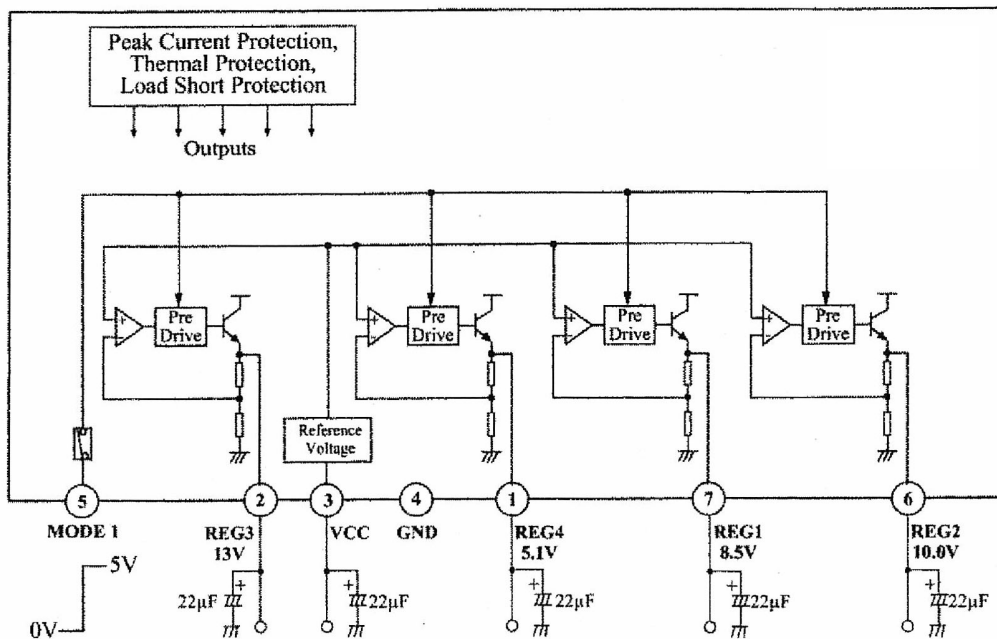 Peak Current Protection,
Thermal Protection,
Load Short Protection
Outputs
+
-
Pre
Drive
+
-
Pre
Drive
+
-
Pre
Drive
+
-
Pre
Drive
Reference
Voltage
5
2
3
4
1
7
6
MODE 1
REG3
13V
VCC
GND
REG4
5.1V
REG1
8.5V
REG2
10.0V
5V
0V
22μF
+
+
22μF
+
22μF
+
22μF
+
22μF